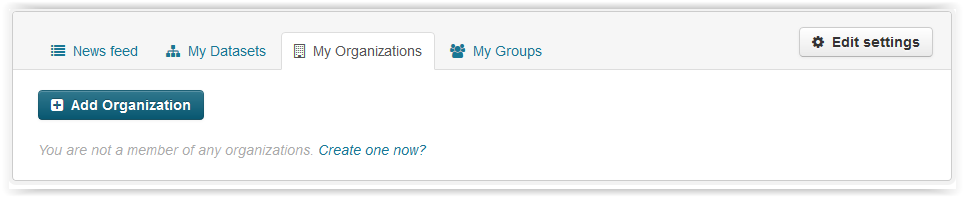 News feed My Datasets My Organizations My Groups Edit settings
Add Organization
You are not a member of any organizations. Create one now?